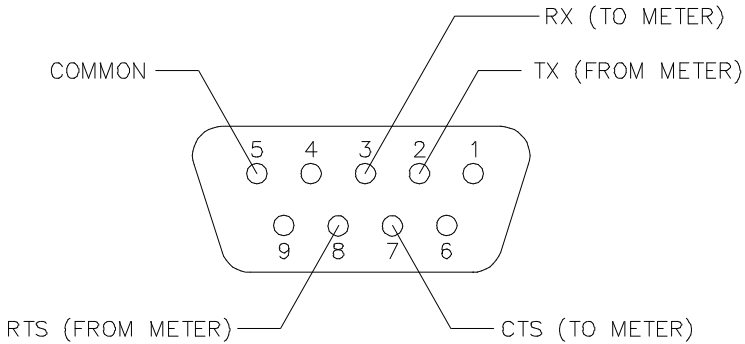 RX (TO METER)
COMMON
TX (FROM METER)
5 4 3 2 1
9 8 7 6
RTS (FROM METER)
CTS (TO METER)